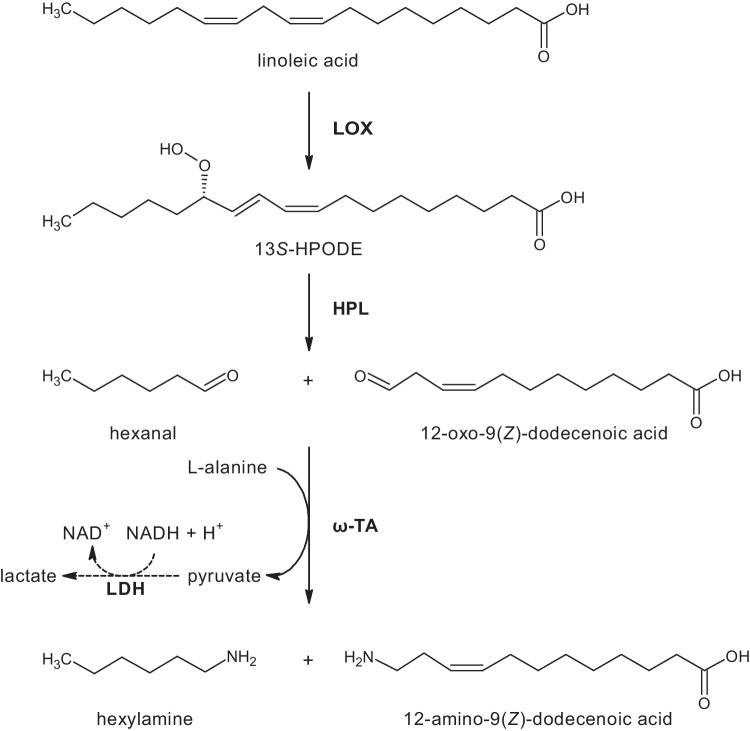 H3C OH
O
linoleic acid
LOX
HO
O
H3C OH
O
13S-HPODE
HPL
H3C O + O OH
O
hexanal 12-oxo-9(Z)-dodecenoic acid
L-alanine
ω-TA
NAD+ NADH + H+
lactate pyruvate
LDH
H3C NH2 + H2N OH
O
hexylamine 12-amino-9(Z)-dodecenoic acid